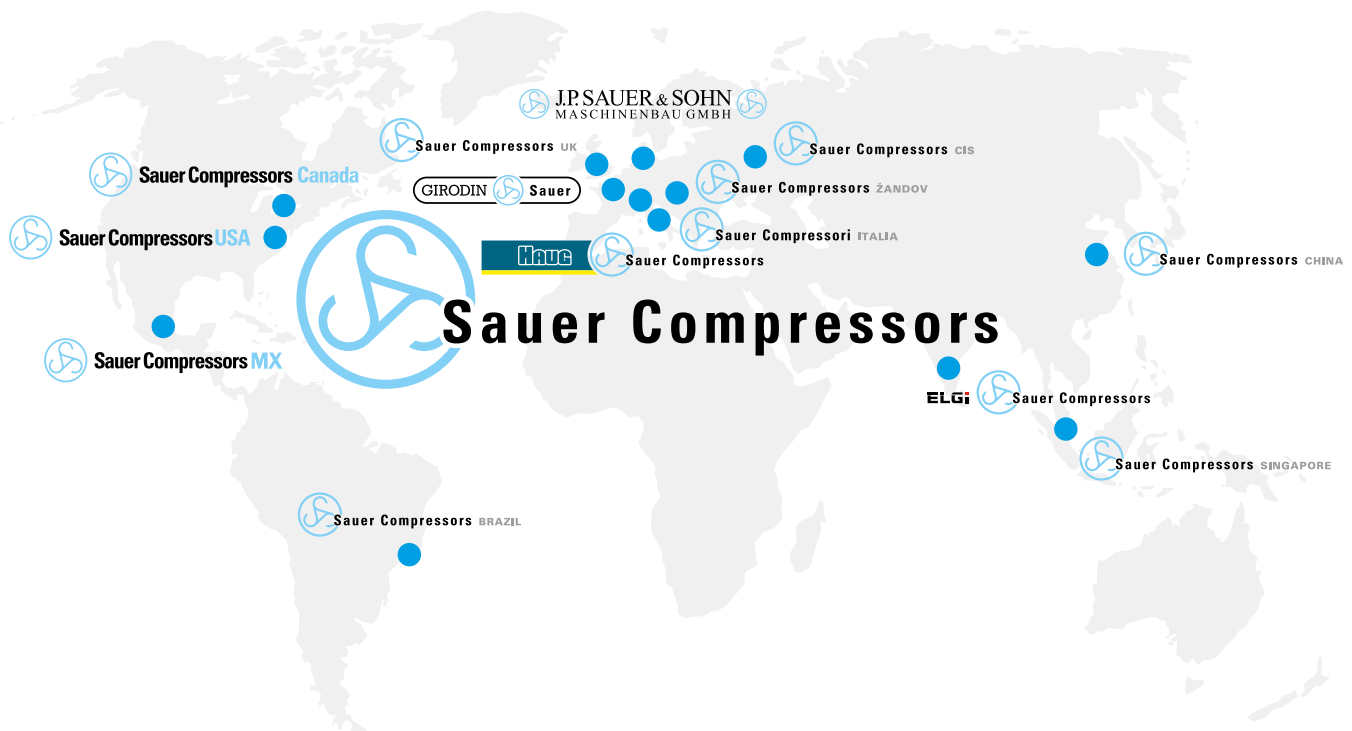 J.P. SAUER & SOHN
MASCHINENBAU GMBH
Sauer Compressors UK
Sauer Compressors CIS
Sauer Compressors Canada
GIRODIN Sauer
Sauer Compressors ŽANDOV
Sauer Compressors USA
Sauer Compressori ITALIA
HAUG Sauer Compressors
Sauer Compressors CHINA
Sauer Compressors
Sauer Compressors MX
ELGi Sauer Compressors
Sauer Compressors SINGAPORE
Sauer Compressors BRAZIL